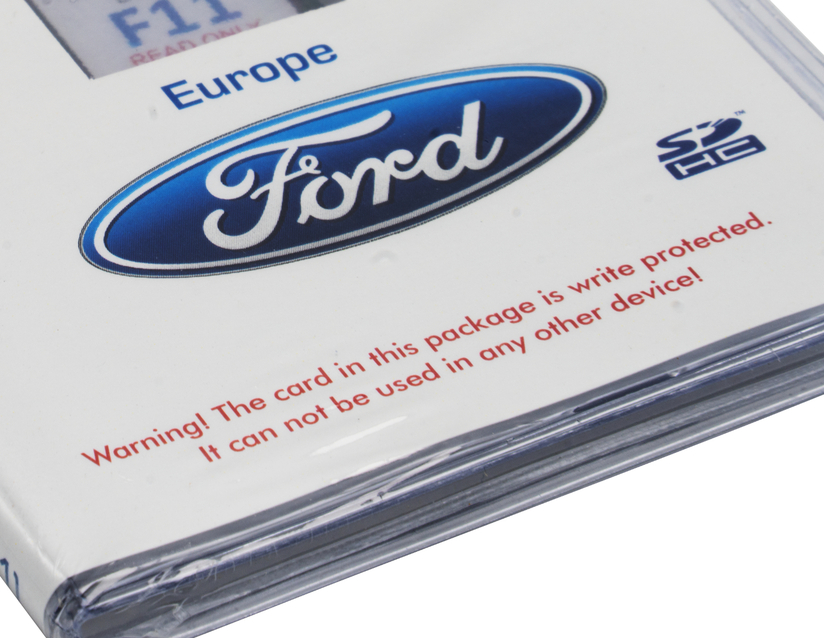 F11
READ ONLY
Europe
Ford
SD™
HC
Warning! The card in this package is write protected.
It can not be used in any other device!